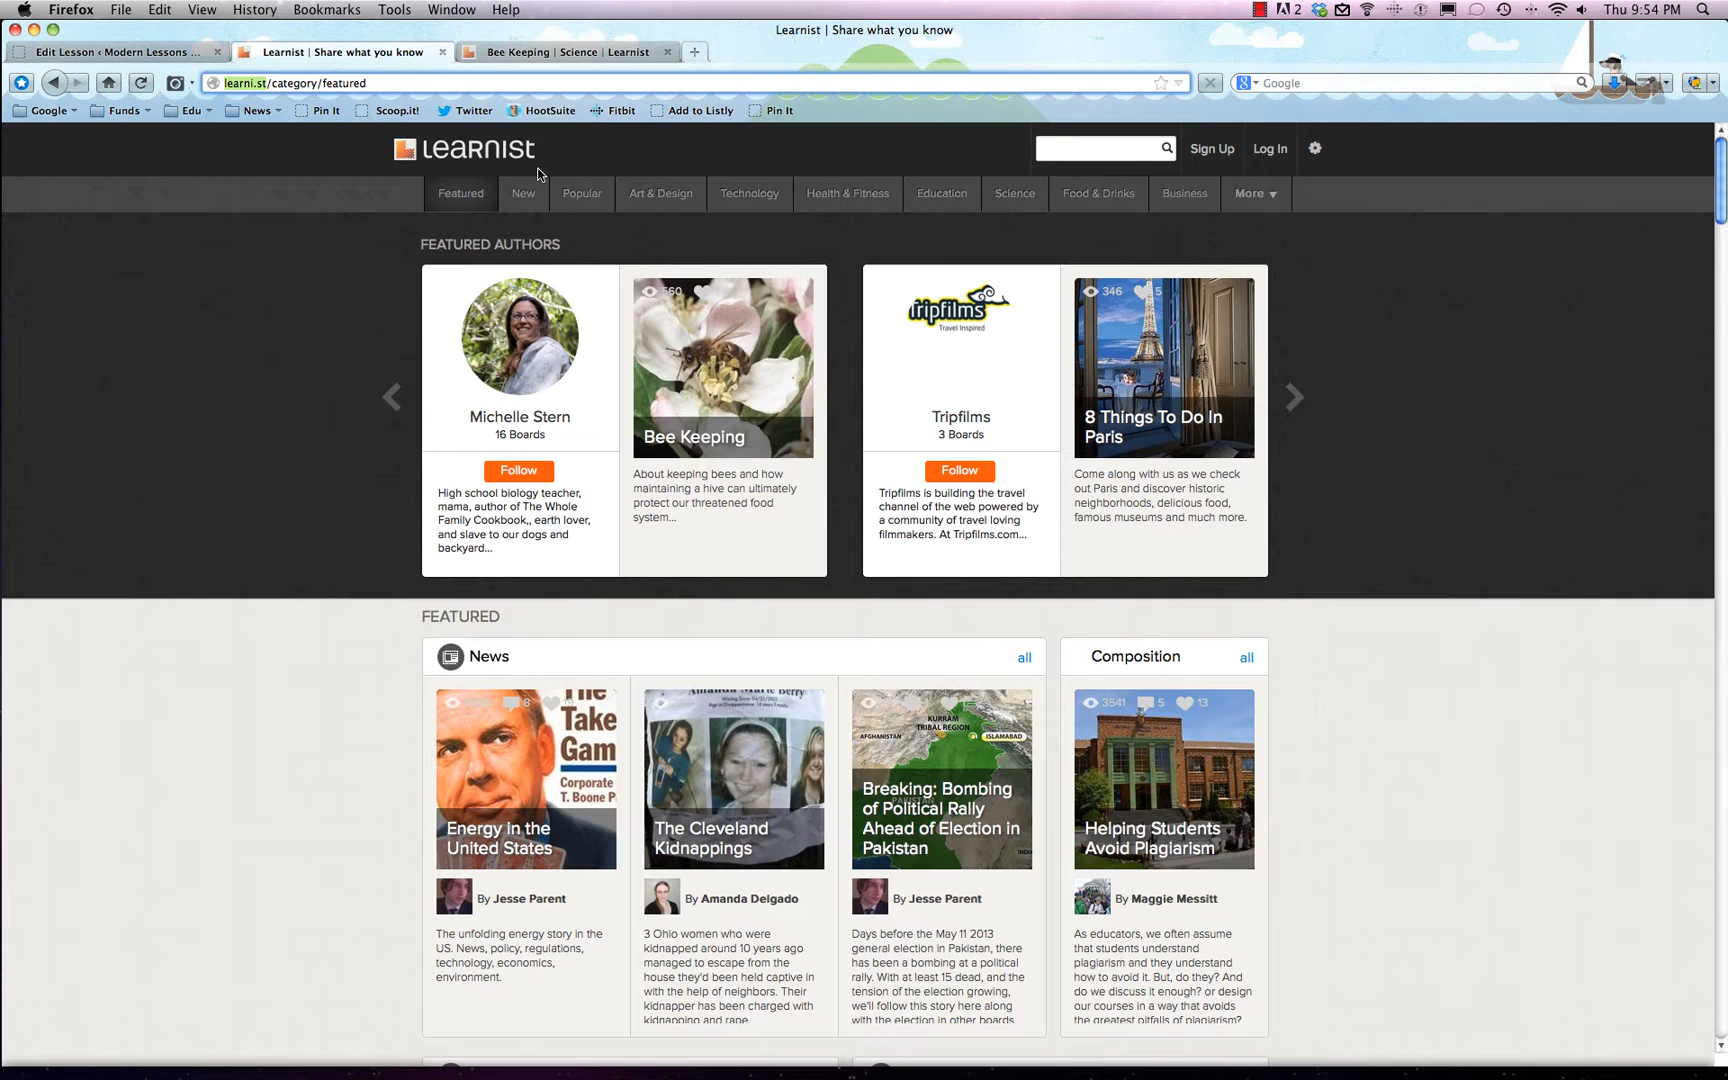 Firefox File Edit View History Bookmarks Tools Window Help
2 Thu 9:54 PM
Learnist | Share what you know
Edit Lesson ‹ Modern Lessons ... Learnist | Share what you know Bee Keeping | Science | Learnist
learni.st/category/featured Google
Google Funds Edu News Pin It Scoop.it! Twitter HootSuite Fitbit Add to Listly Pin It
LEARNIST Sign Up Log In
Featured New Popular Art & Design Technology Health & Fitness Education Science Food & Drinks Business More
FEATURED AUTHORS
560
Bee Keeping
Michelle Stern
16 Boards
Follow
High school biology teacher,
mama, author of The Whole
Family Cookbook,, earth lover,
and slave to our dogs and
backyard...
About keeping bees and how
maintaining a hive can ultimately
protect our threatened food
system...
Tripfilms
Travel Inspired
Tripfilms
3 Boards
Follow
Tripfilms is building the travel
channel of the web powered by
a community of travel loving
filmmakers. At Tripfilms.com...
346 5
8 Things To Do In
Paris
Come along with us as we check
out Paris and discover historic
neighborhoods, delicious food,
famous museums and much more.
FEATURED
News all
8
The
Take
Gam
Corporate
T. Boone Pi
Energy in the
United States
By Jesse Parent
The unfolding energy story in the
US. News, policy, regulations,
technology, economics,
environment.
Amanda Marie Berry
The Cleveland
Kidnappings
By Amanda Delgado
3 Ohio women who were
kidnapped around 10 years ago
managed to escape from the
house they'd been held captive in
with the help of neighbors. Their
kidnapper has been charged with
kidnapping and rape.
KURRAM
TRIBAL REGION
AFGHANISTAN
ISLAMABAD
Breaking: Bombing
of Political Rally
Ahead of Election in
Pakistan
By Jesse Parent
Days before the May 11 2013
general election in Pakistan, there
has been a bombing at a political
rally. With at least 15 dead, and the
tension of the election growing,
we'll follow this story here along
with the election in other boards.
Composition all
3541 5 13
Helping Students
Avoid Plagiarism
By Maggie Messitt
As educators, we often assume
that students understand
plagiarism and they understand
how to avoid it. But, do they? And
do we discuss it enough? or design
our courses in a way that avoids
the greatest pitfalls of plagiarism?